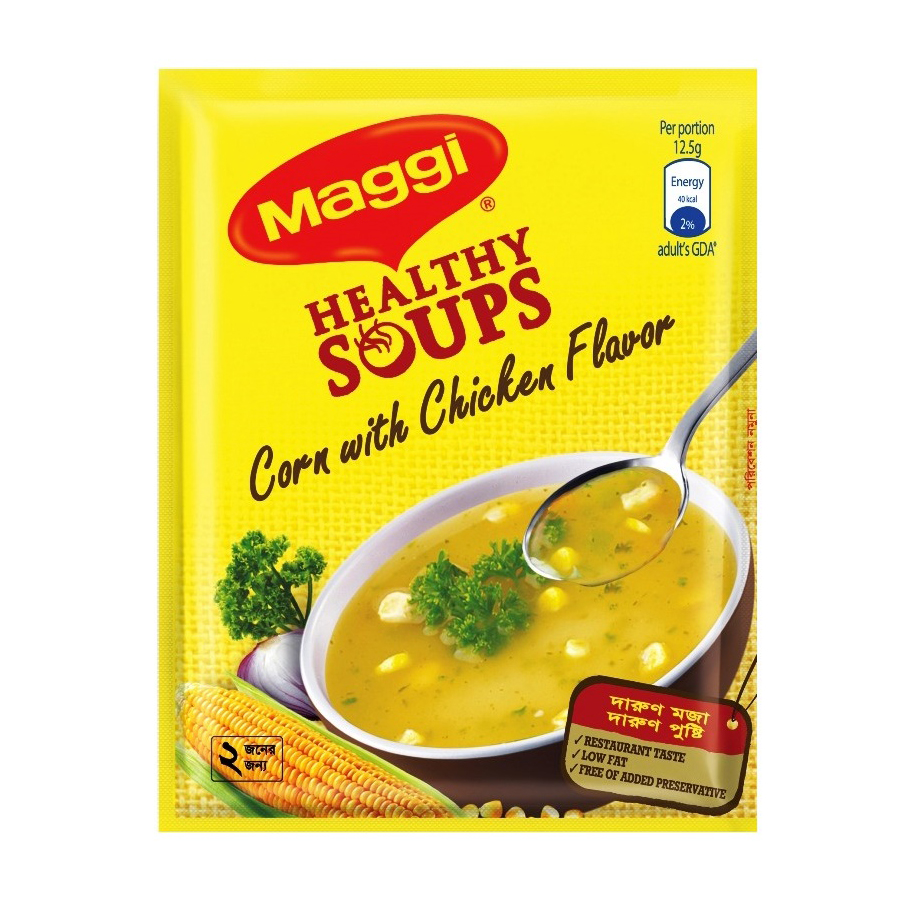 Maggi
®
Per portion
12.5g
Energy
40 kcal
2%
adult's GDA*
HEALTHY
SOUPS
Corn with Chicken Flavor
পরিবেশন নমুনা
দারুণ মজা
দারুণ পুষ্টি
✓RESTAURANT TASTE
✓LOW FAT
✓FREE OF ADDED PRESERVATIVE
২ জনের
জন্য